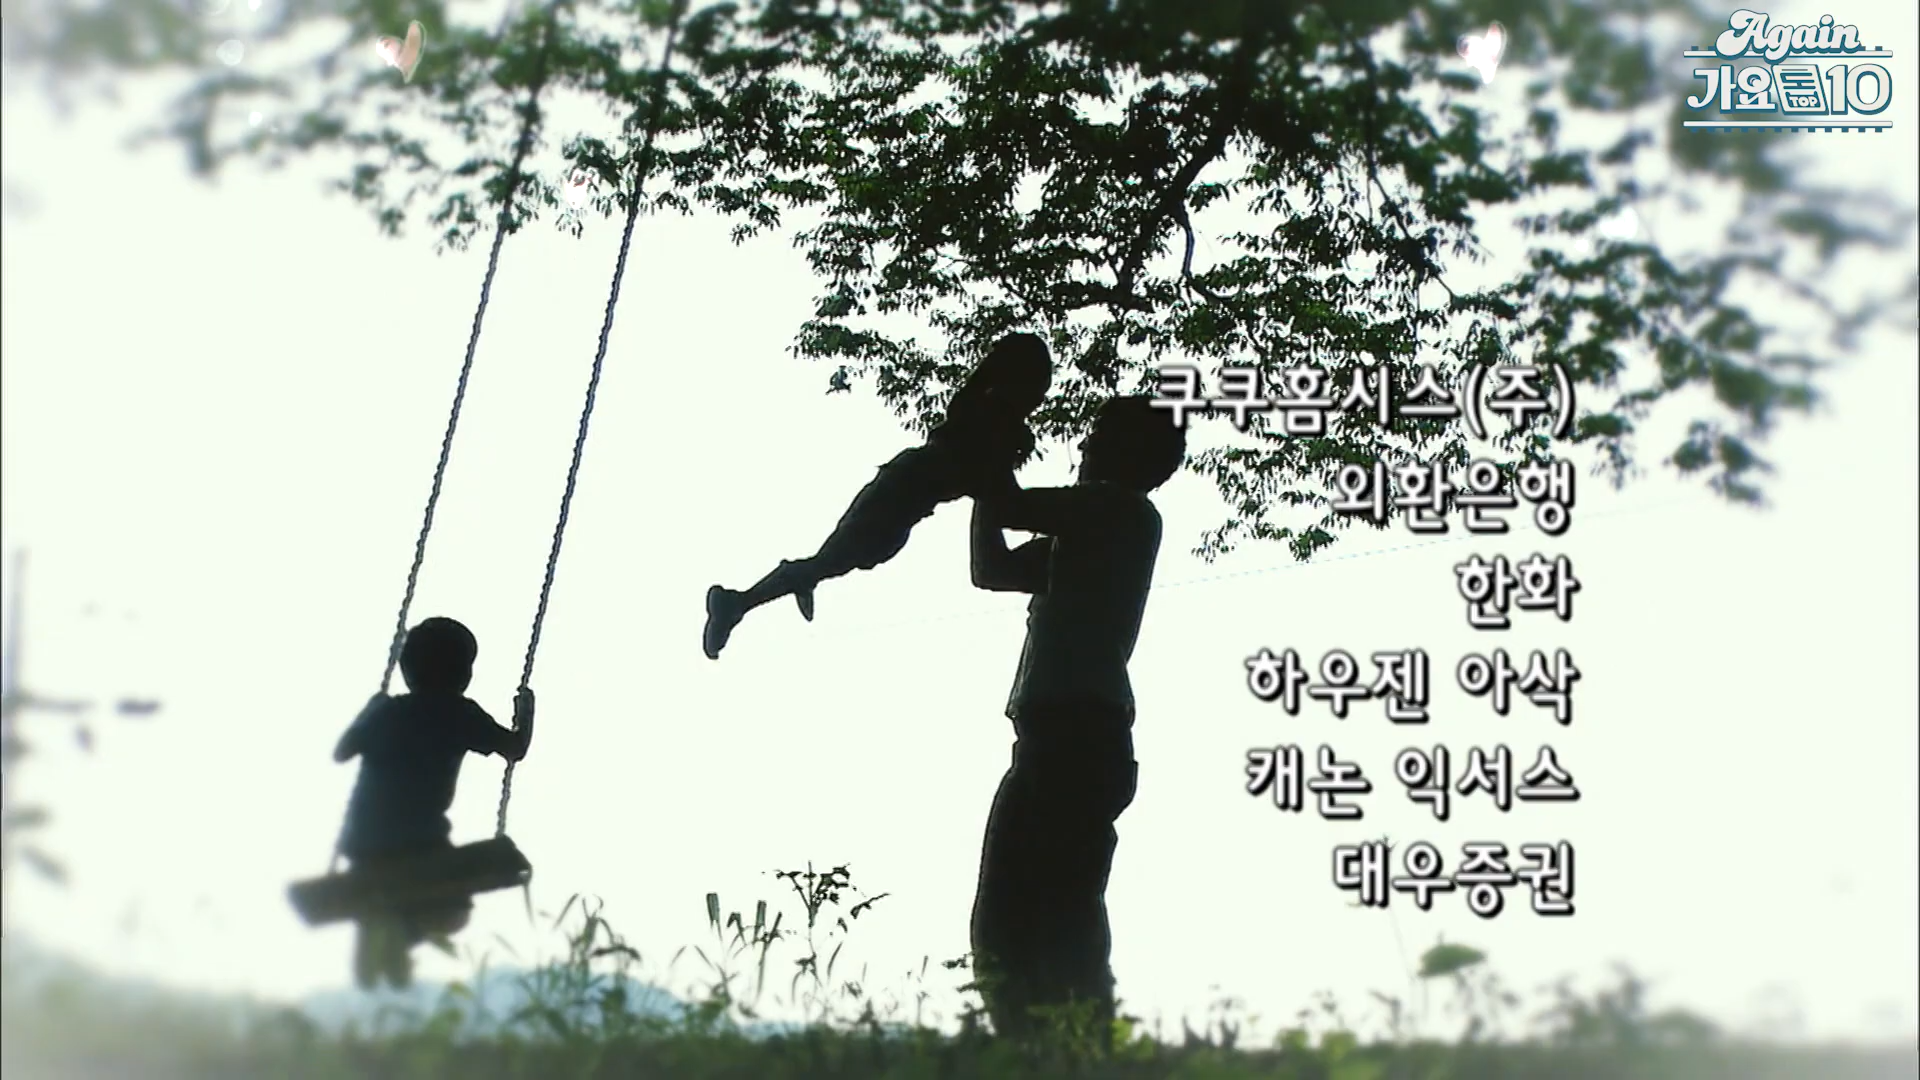 Again
가요톱10
TOP
쿠쿠홈시스(주)
외환은행
한화
하우젠 아삭
캐논 익서스
대우증권